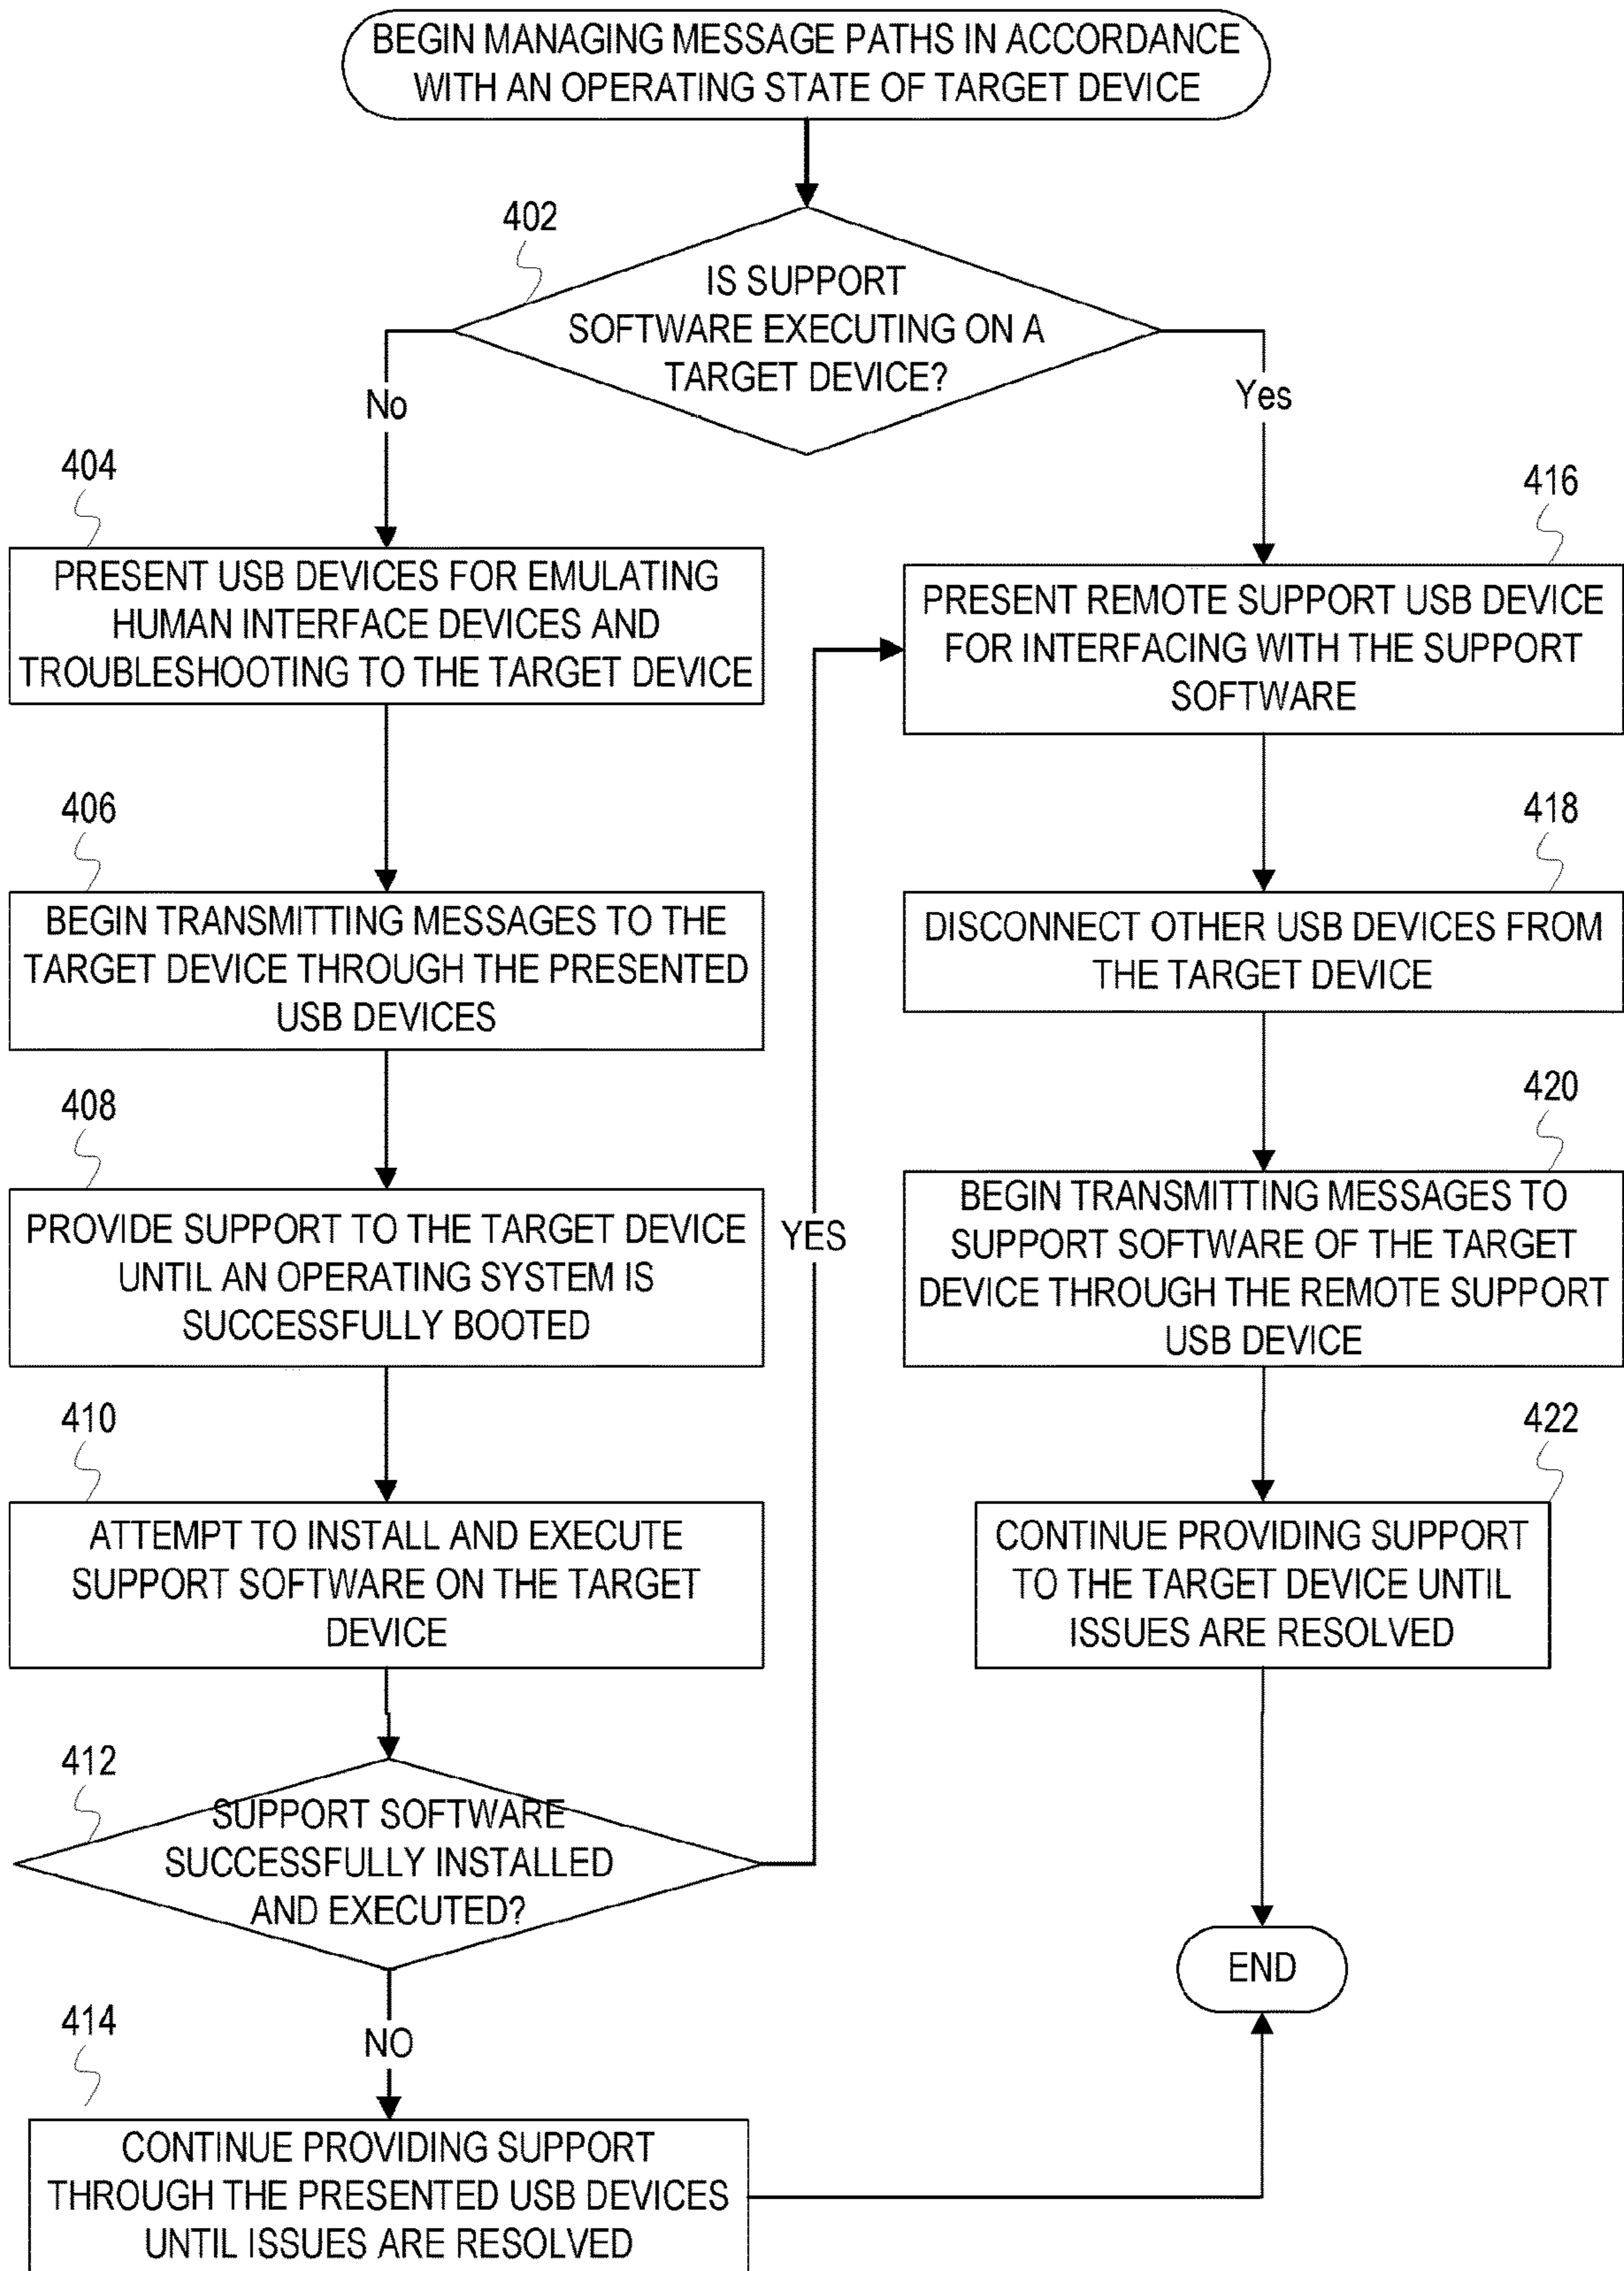 BEGIN MANAGING MESSAGE PATHS IN ACCORDANCE
WITH AN OPERATING STATE OF TARGET DEVICE
402
IS SUPPORT
SOFTWARE EXECUTING ON A
TARGET DEVICE?
No
Yes
404
PRESENT USB DEVICES FOR EMULATING
HUMAN INTERFACE DEVICES AND
TROUBLESHOOTING TO THE TARGET DEVICE
406
BEGIN TRANSMITTING MESSAGES TO THE
TARGET DEVICE THROUGH THE PRESENTED
USB DEVICES
408
PROVIDE SUPPORT TO THE TARGET DEVICE
UNTIL AN OPERATING SYSTEM IS
SUCCESSFULLY BOOTED
410
ATTEMPT TO INSTALL AND EXECUTE
SUPPORT SOFTWARE ON THE TARGET
DEVICE
412
SUPPORT SOFTWARE
SUCCESSFULLY INSTALLED
AND EXECUTED?
YES
NO
414
CONTINUE PROVIDING SUPPORT
THROUGH THE PRESENTED USB DEVICES
UNTIL ISSUES ARE RESOLVED
416
PRESENT REMOTE SUPPORT USB DEVICE
FOR INTERFACING WITH THE SUPPORT
SOFTWARE
418
DISCONNECT OTHER USB DEVICES FROM
THE TARGET DEVICE
420
BEGIN TRANSMITTING MESSAGES TO
SUPPORT SOFTWARE OF THE TARGET
DEVICE THROUGH THE REMOTE SUPPORT
USB DEVICE
422
CONTINUE PROVIDING SUPPORT
TO THE TARGET DEVICE UNTIL
ISSUES ARE RESOLVED
END